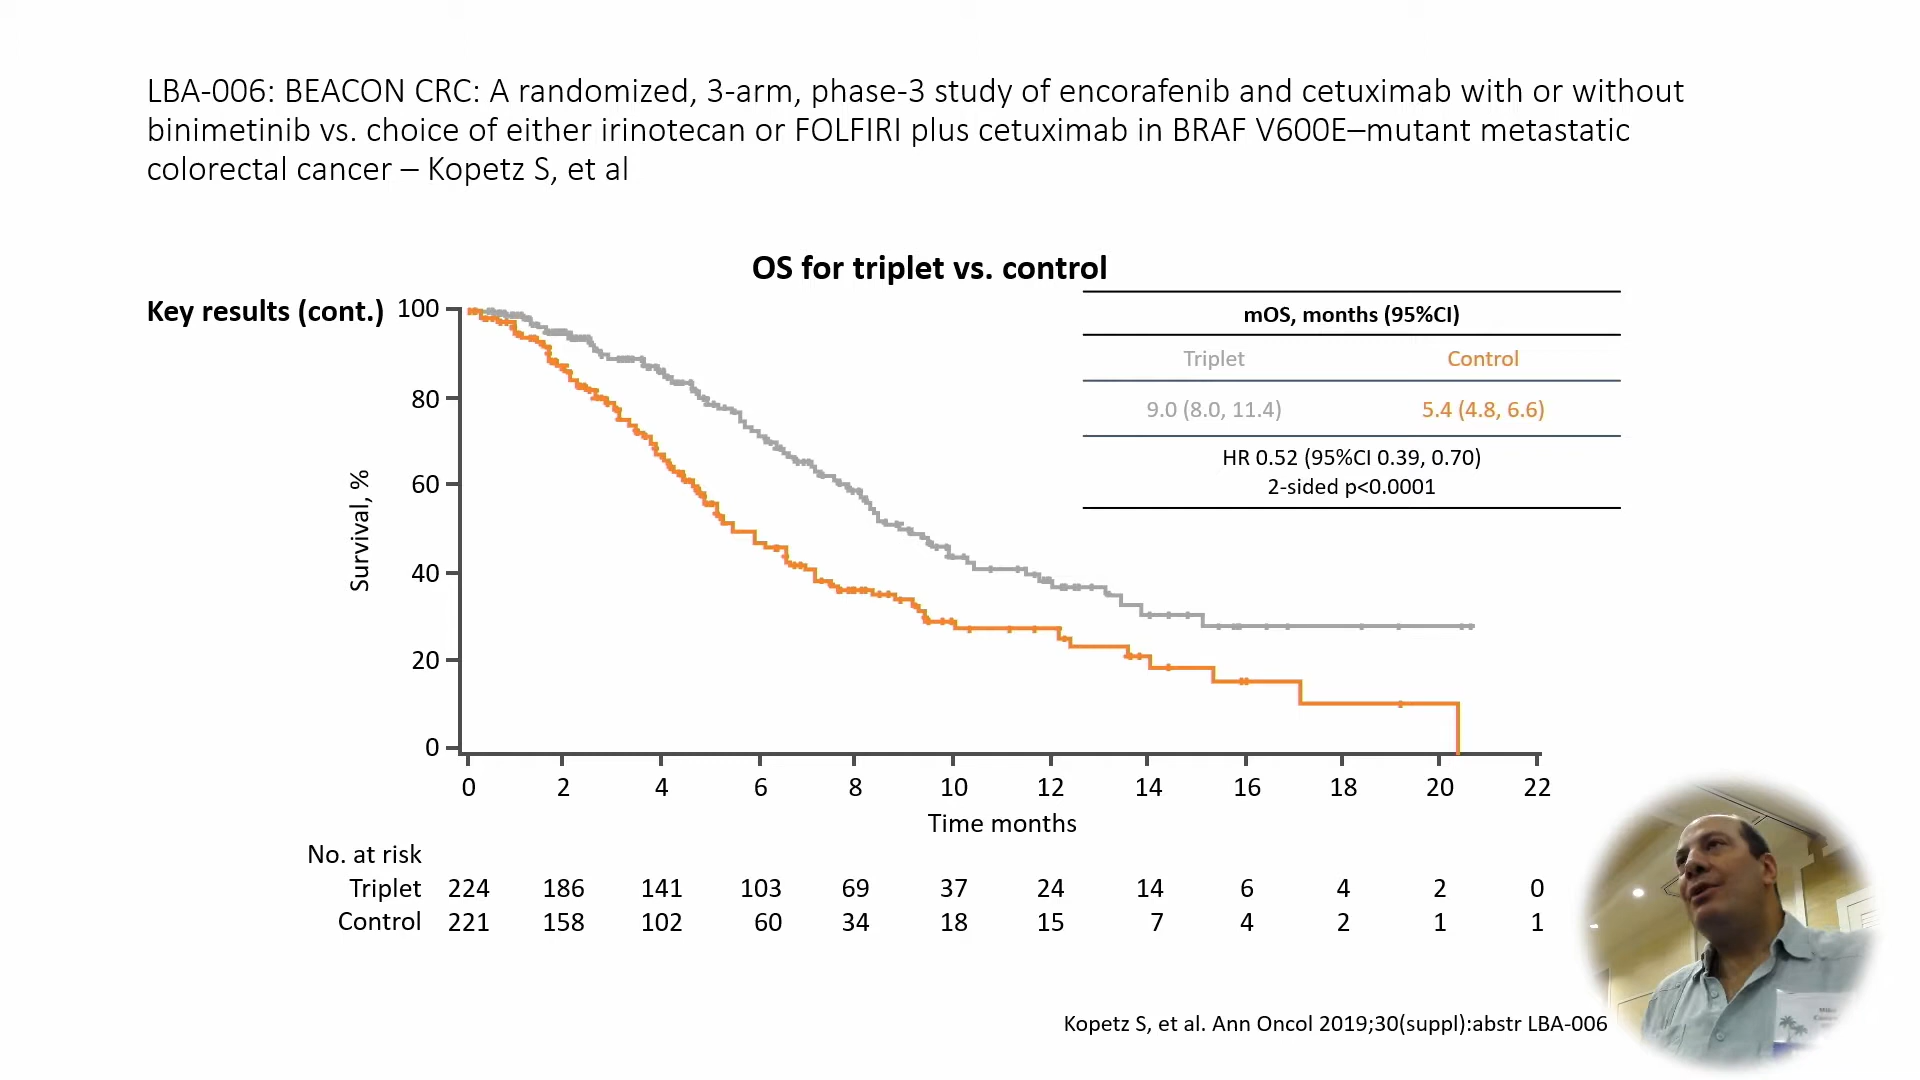 LBA-006: BEACON CRC: A randomized, 3-arm, phase-3 study of encorafenib and cetuximab with or without
binimetinib vs. choice of either irinotecan or FOLFIRI plus cetuximab in BRAF V600E–mutant metastatic
colorectal cancer – Kopetz S, et al
OS for triplet vs. control
Key results (cont.)
mOS, months (95%CI)
Triplet Control
9.0 (8.0, 11.4) 5.4 (4.8, 6.6)
HR 0.52 (95%CI 0.39, 0.70)
2-sided p<0.0001
Survival, %
100
80
60
40
20
0
0 2 4 6 8 10 12 14 16 18 20 22
Time months
No. at risk
Triplet 224 186 141 103 69 37 24 14 6 4 2 0
Control 221 158 102 60 34 18 15 7 4 2 1 1
Kopetz S, et al. Ann Oncol 2019;30(suppl):abstr LBA-006